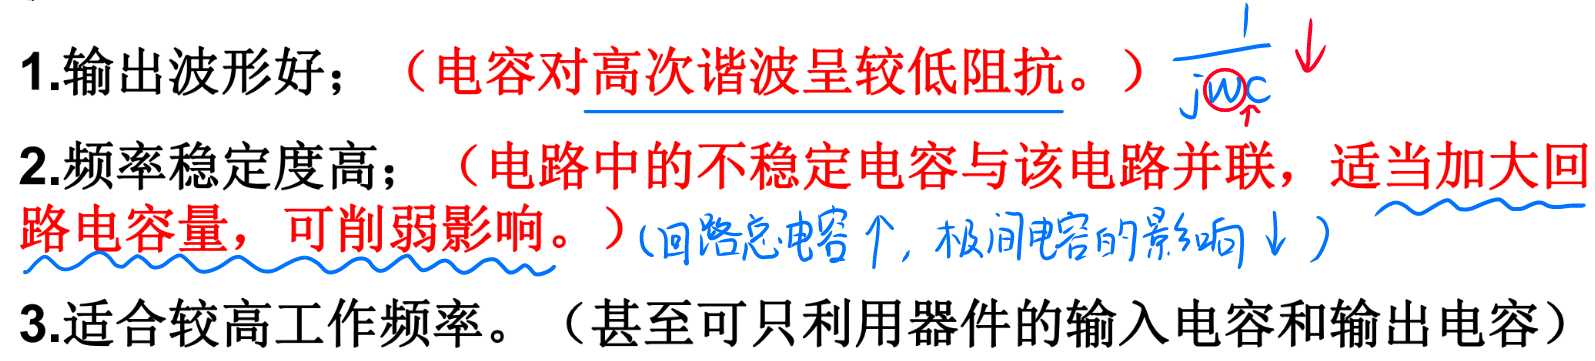 1.输出波形好；（电容对高次谐波呈较低阻抗。） 1/jωC ↓
2.频率稳定度高；（电路中的不稳定电容与该电路并联，适当加大回
路电容量，可削弱影响。）（回路总电容↑，极间电容的影响↓）
3.适合较高工作频率。（甚至可只利用器件的输入电容和输出电容）